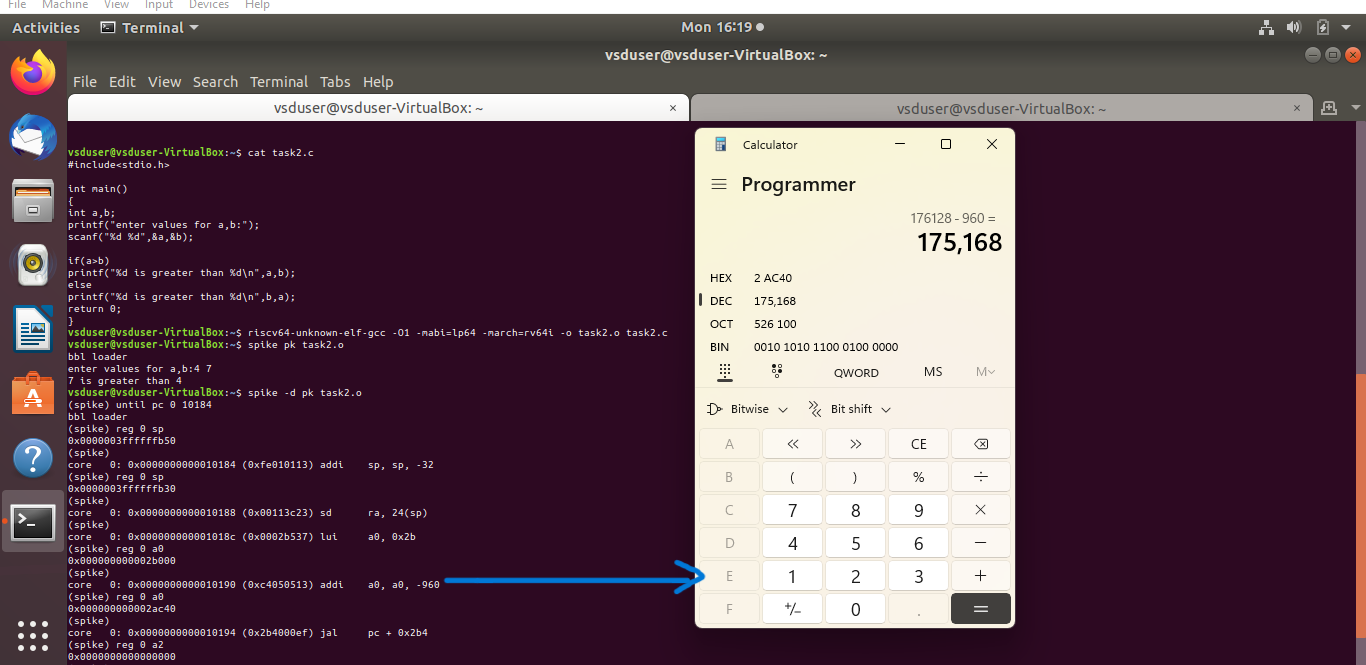 File Machine View Input Devices Help
Activities Terminal Mon 16:19
vsduser@vsduser-VirtualBox: ~
File Edit View Search Terminal Tabs Help
vsduser@vsduser-VirtualBox: ~ × vsduser@vsduser-VirtualBox: ~ ×
vsduser@vsduser-VirtualBox:~$ cat task2.c
#include<stdio.h>
int main()
{
int a,b;
printf("enter values for a,b:");
scanf("%d %d",&a,&b);
if(a>b)
printf("%d is greater than %d\n",a,b);
else
printf("%d is greater than %d\n",b,a);
return 0;
}
vsduser@vsduser-VirtualBox:~$ riscv64-unknown-elf-gcc -O1 -mabi=lp64 -march=rv64i -o task2.o task2.c
vsduser@vsduser-VirtualBox:~$ spike pk task2.o
bbl loader
enter values for a,b:4 7
7 is greater than 4
vsduser@vsduser-VirtualBox:~$ spike -d pk task2.o
(spike) until pc 0 10184
bbl loader
(spike) reg 0 sp
0x0000003ffffffb50
(spike)
core   0: 0x0000000000010184 (0xfe010113) addi    sp, sp, -32
(spike) reg 0 sp
0x0000003ffffffb30
(spike)
core   0: 0x0000000000010188 (0x00113c23) sd      ra, 24(sp)
(spike)
core   0: 0x000000000001018c (0x0002b537) lui     a0, 0x2b
(spike) reg 0 a0
0x000000000002b000
(spike)
core   0: 0x0000000000010190 (0xc4050513) addi    a0, a0, -960
(spike) reg 0 a0
0x000000000002ac40
(spike)
core   0: 0x0000000000010194 (0x2b4000ef) jal     pc + 0x2b4
(spike) reg 0 a2
0x0000000000000000
Calculator
Programmer
176128 - 960 =
175,168
HEX 2 AC40
DEC 175,168
OCT 526 100
BIN 0010 1010 1100 0100 0000
QWORD MS M
Bitwise Bit shift
A << >> CE
B ( ) % ÷
C 7 8 9 ×
D 4 5 6 −
E 1 2 3 +
F +/− 0 . =